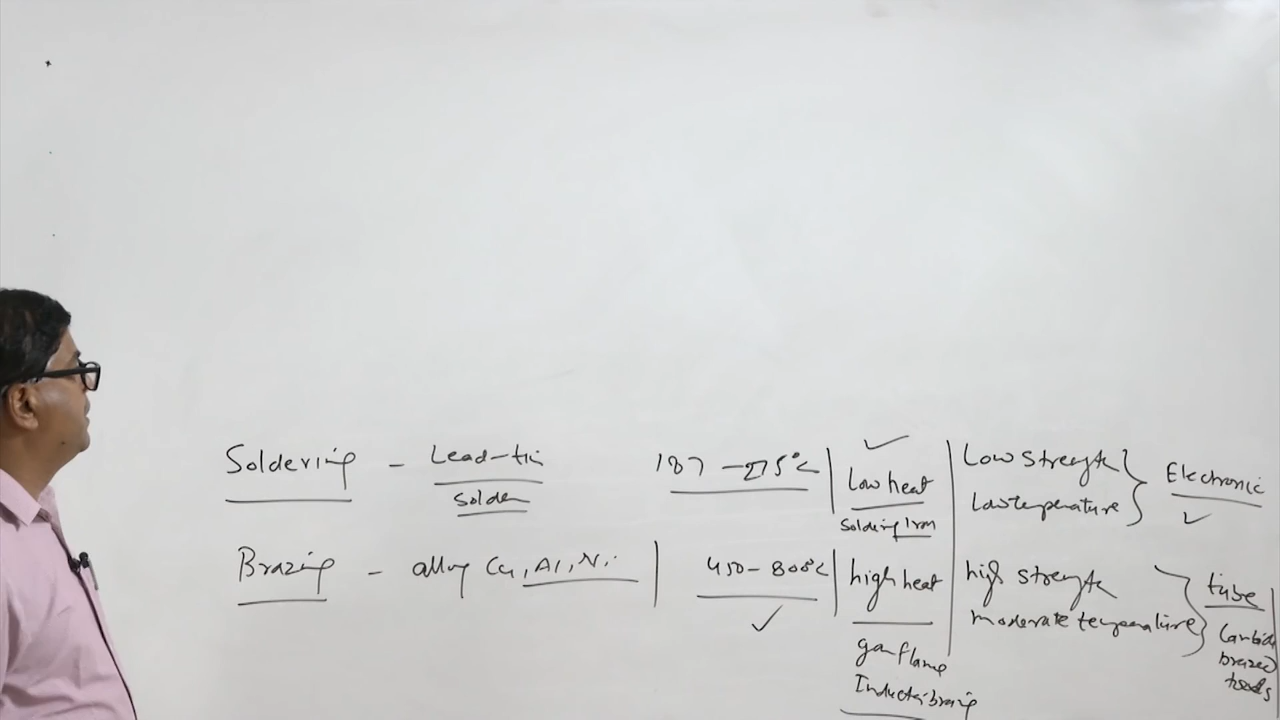 Soldering - Lead-tin 187 - 275°C Low heat Low strength Electronic
Solder Soldering Iron Low temperature
Brazing - alloy Cu, Al, Ni 450-800°C high heat high strength tube
moderate temperature
gas flame Carbide
brazed
tools
Induction brazing